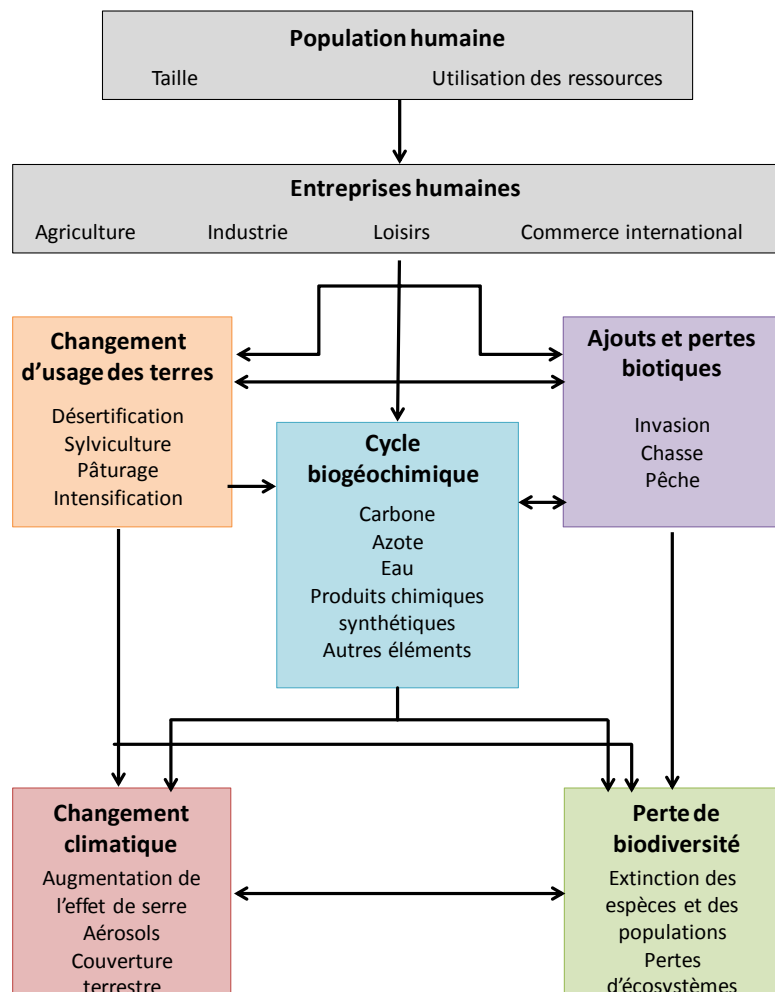 Population humaine
Taille Utilisation des ressources
Entreprises humaines
Agriculture Industrie Loisirs Commerce international
Changement
d'usage des terres
Désertification
Sylviculture
Pâturage
Intensification
Ajouts et pertes
biotiques
Invasion
Chasse
Pêche
Cycle
biogéochimique
Carbone
Azote
Eau
Produits chimiques
synthétiques
Autres éléments
Changement
climatique
Augmentation de
l'effet de serre
Aérosols
Couverture
terrestre
Perte de
biodiversité
Extinction des
espèces et des
populations
Pertes
d'écosystèmes